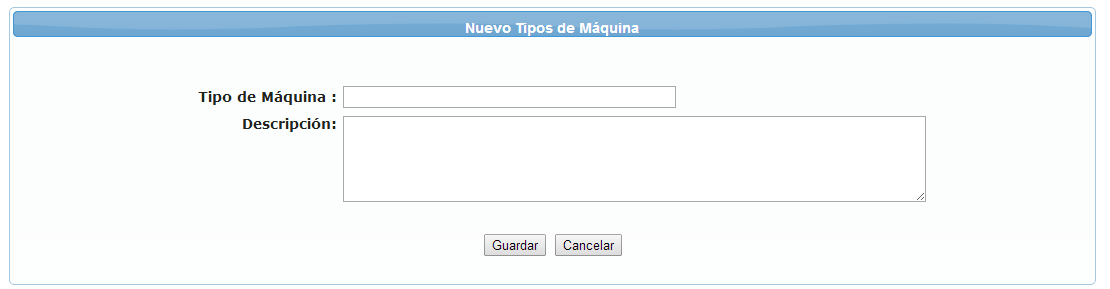 Nuevo Tipos de Máquina
Tipo de Máquina :
Descripción:
Guardar Cancelar